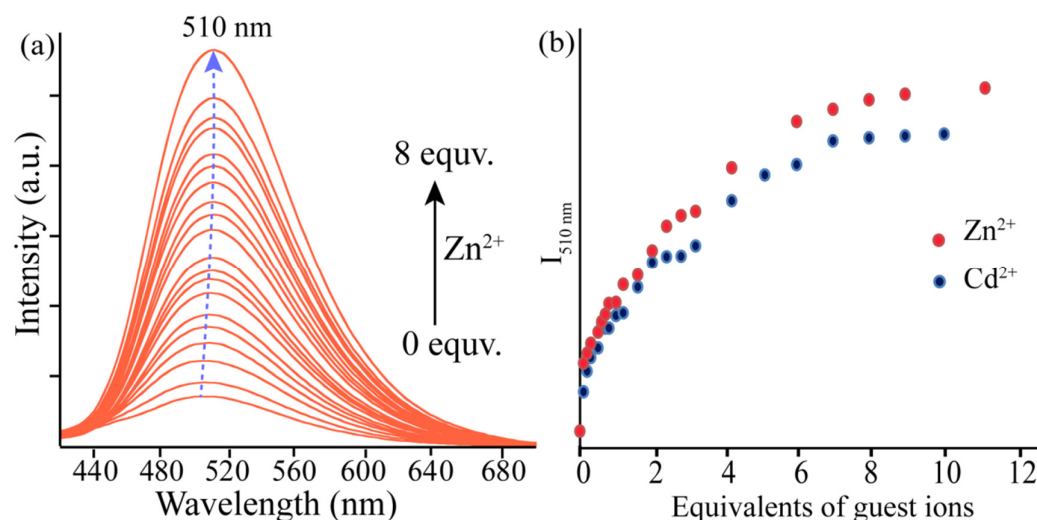 (a)
510 nm
8 equv.
Zn²⁺
0 equv.
Intensity (a.u.)
440 480 520 560 600 640 680
Wavelength (nm)
(b)
I₅₁₀ ₙₘ
Zn²⁺
Cd²⁺
0 2 4 6 8 10 12
Equivalents of guest ions